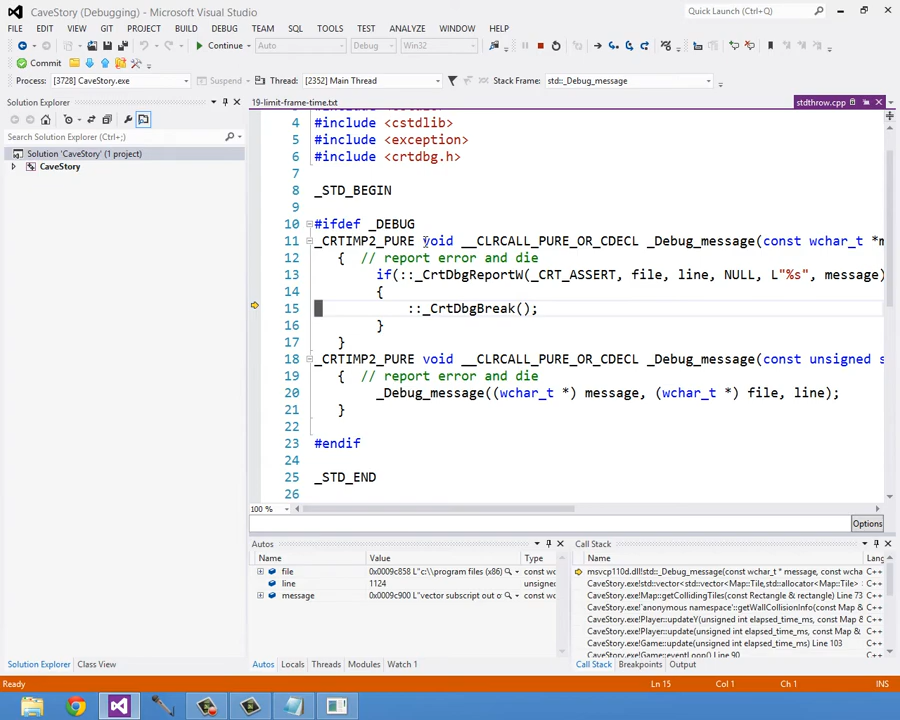 CaveStory (Debugging) - Microsoft Visual Studio
Quick Launch (Ctrl+Q)
FILE EDIT VIEW GIT PROJECT BUILD DEBUG TEAM SQL TOOLS TEST ANALYZE WINDOW HELP
Continue Auto Debug Win32
Commit
Process: [3728] CaveStory.exe Suspend Thread: [2352] Main Thread Stack Frame: std::_Debug_message
Solution Explorer
19-limit-frame-time.txt
stdthrow.cpp
Search Solution Explorer (Ctrl+;)
Solution 'CaveStory' (1 project)
CaveStory
4 #include <cstdlib>
5 #include <exception>
6 #include <crtdbg.h>
7
8 _STD_BEGIN
9
10 #ifdef _DEBUG
11 _CRTIMP2_PURE void __CLRCALL_PURE_OR_CDECL _Debug_message(const wchar_t *m
12 { // report error and die
13 if(::_CrtDbgReportW(_CRT_ASSERT, file, line, NULL, L"%s", message)
14 {
15 ::_CrtDbgBreak();
16 }
17 }
18 _CRTIMP2_PURE void __CLRCALL_PURE_OR_CDECL _Debug_message(const unsigned s
19 { // report error and die
20 _Debug_message((wchar_t *) message, (wchar_t *) file, line);
21 }
22
23 #endif
24
25 _STD_END
26
100 %
Options
Autos
Name Value Type
file 0x0009c858 L"c:\\program files (x86) const wc
line 1124 unsigned
message 0x0009c900 L"vector subscript out o const wc
Autos Locals Threads Modules Watch 1
Call Stack
Name Lang
msvcp110d.dll!std::_Debug_message(const wchar_t * message, const wcha C++
CaveStory.exe!std::vector<std::vector<Map::Tile,std::allocator<Map::Tile> > C++
CaveStory.exe!Map::getCollidingTiles(const Rectangle & rectangle) Line 73 C++
CaveStory.exe!`anonymous namespace'::getWallCollisionInfo(const Map & C++
CaveStory.exe!Player::updateY(unsigned int elapsed_time_ms, const Map & C++
CaveStory.exe!Player::update(unsigned int elapsed_time_ms, const Map & C++
CaveStory.exe!Game::update(unsigned int elapsed_time_ms) Line 103 C++
CaveStory.exe!Game::eventLoop() Line 90 C++
Call Stack Breakpoints Output
Solution Explorer Class View
Ready
Ln 15 Col 1 Ch 1 INS